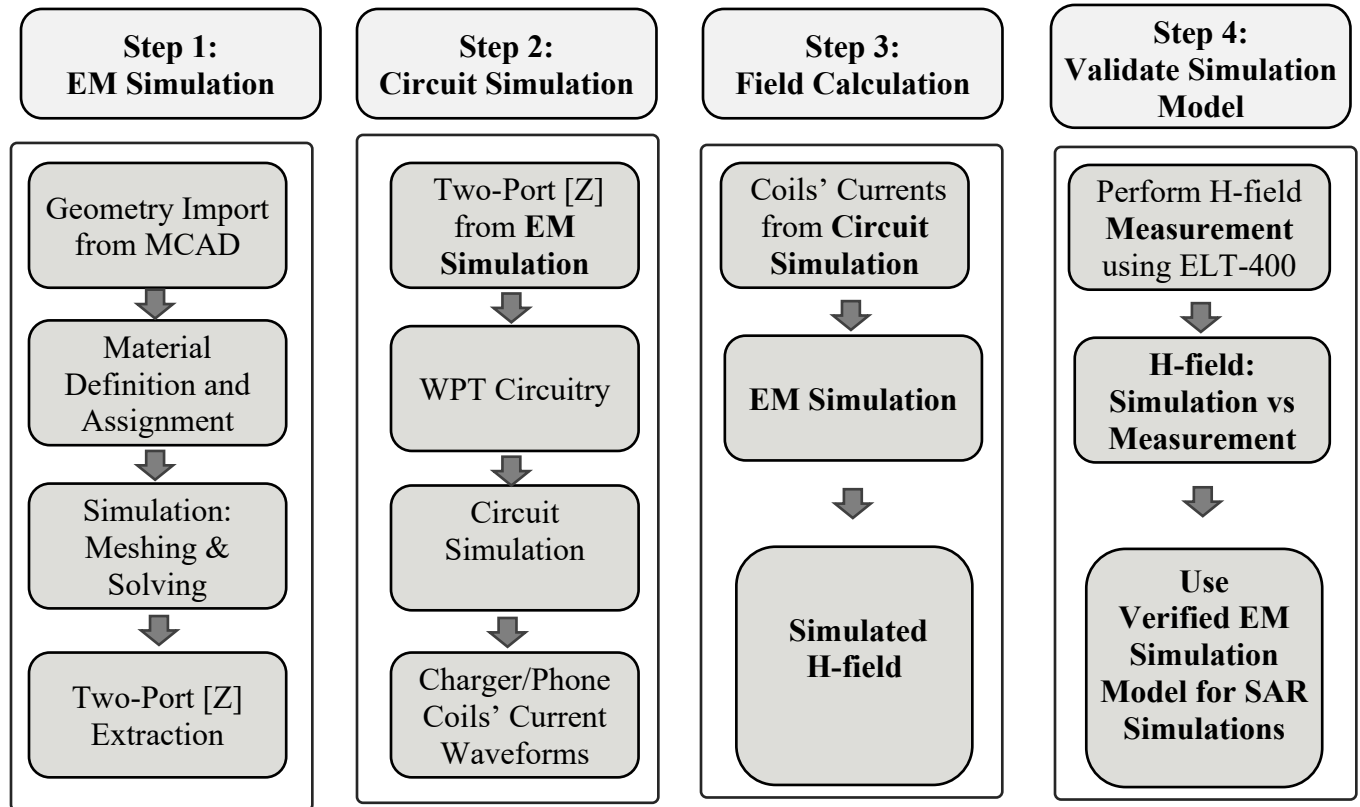 Step 1:
EM Simulation
Geometry Import
from MCAD
Material
Definition and
Assignment
Simulation:
Meshing &
Solving
Two-Port [Z]
Extraction
Step 2:
Circuit Simulation
Two-Port [Z]
from EM
Simulation
WPT Circuitry
Circuit
Simulation
Charger/Phone
Coils’ Current
Waveforms
Step 3:
Field Calculation
Coils’ Currents
from Circuit
Simulation
EM Simulation
Simulated
H-field
Step 4:
Validate Simulation
Model
Perform H-field
Measurement
using ELT-400
H-field:
Simulation vs
Measurement
Use
Verified EM
Simulation
Model for SAR
Simulations